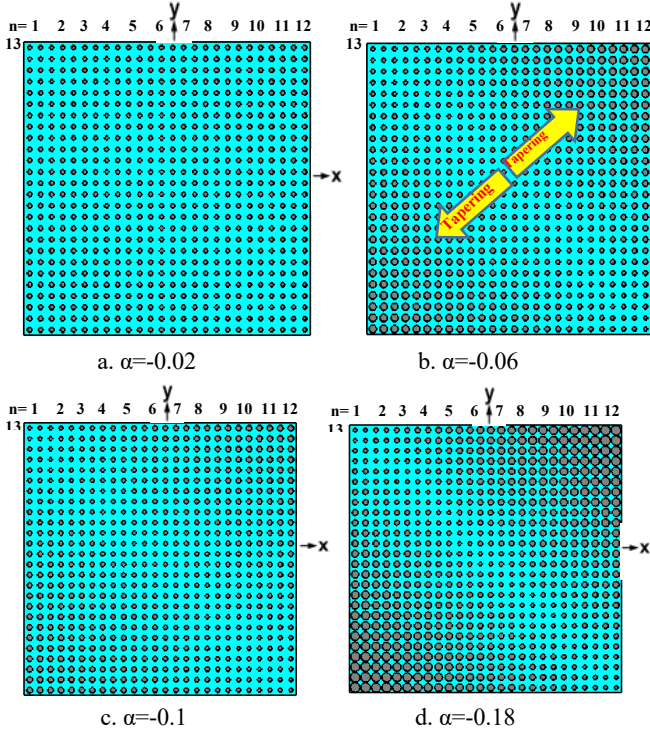 y
n= 1 2 3 4 5 6 7 8 9 10 11 12
13
x
a. α=-0.02
y
n= 1 2 3 4 5 6 7 8 9 10 11 12
13
Tapering
Tapering
x
b. α=-0.06
y
n= 1 2 3 4 5 6 7 8 9 10 11 12
13
x
c. α=-0.1
y
n= 1 2 3 4 5 6 7 8 9 10 11 12
13
x
d. α=-0.18